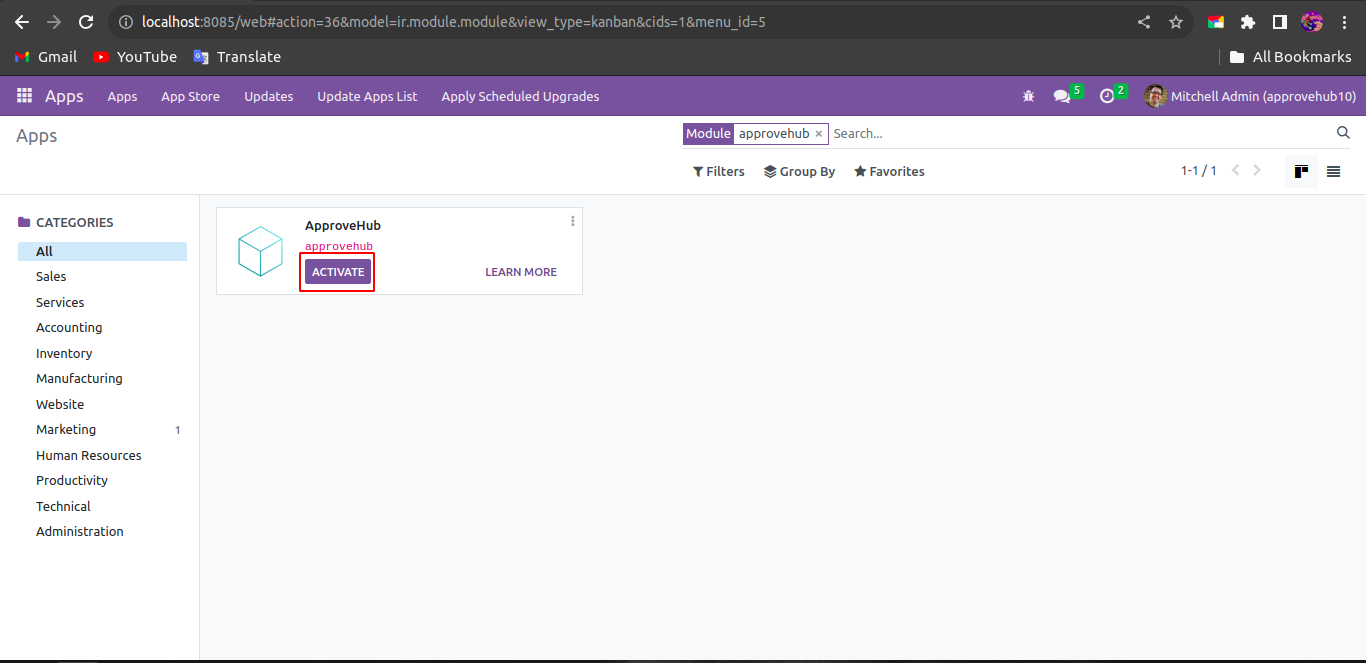 localhost:8085/web#action=36&model=ir.module.module&view_type=kanban&cids=1&menu_id=5
Gmail YouTube Translate All Bookmarks
Apps Apps App Store Updates Update Apps List Apply Scheduled Upgrades 5 2 Mitchell Admin (approvehub10)
Apps Module approvehub × Search...
Filters Group By Favorites 1-1 / 1
CATEGORIES
All
Sales
Services
Accounting
Inventory
Manufacturing
Website
Marketing 1
Human Resources
Productivity
Technical
Administration
ApproveHub
approvehub
ACTIVATE LEARN MORE